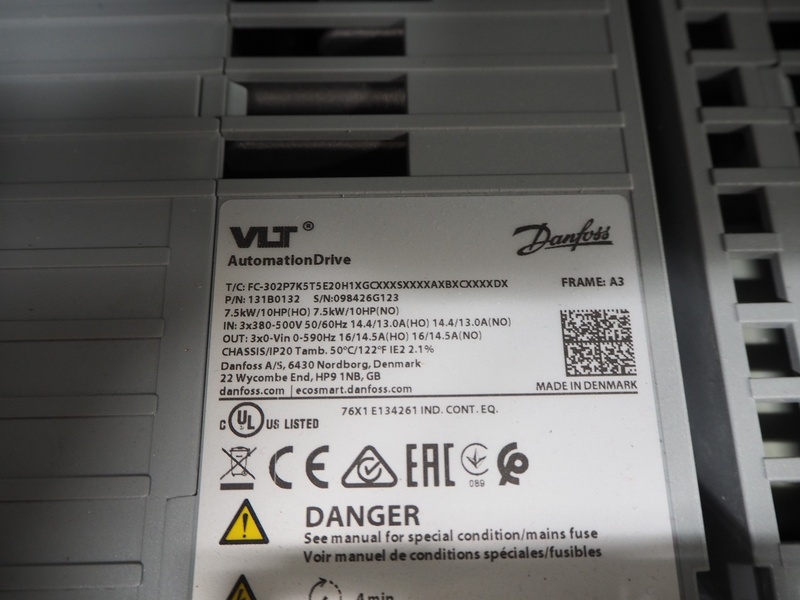 VLT®
Danfoss
AutomationDrive
T/C: FC-302P7K5T5E20H1XGCXXXSXXXXAXBXCXXXXDX
FRAME: A3
P/N: 131B0132 S/N:098426G123
7.5kW/10HP(HO) 7.5kW/10HP(NO)
IN: 3x380-500V 50/60Hz 14.4/13.0A(HO) 14.4/13.0A(NO)
OUT: 3x0-Vin 0-590Hz 16/14.5A(HO) 16/14.5A(NO)
CHASSIS/IP20 Tamb. 50°C/122°F IE2 2.1%
Danfoss A/S, 6430 Nordborg, Denmark
22 Wycombe End, HP9 1NB, GB
danfoss.com | ecosmart.danfoss.com
MADE IN DENMARK
76X1 E134261 IND. CONT. EQ.
C UL US LISTED
CE EAC
089
DANGER
See manual for special condition/mains fuse
Voir manuel de conditions spéciales/fusibles
4 min